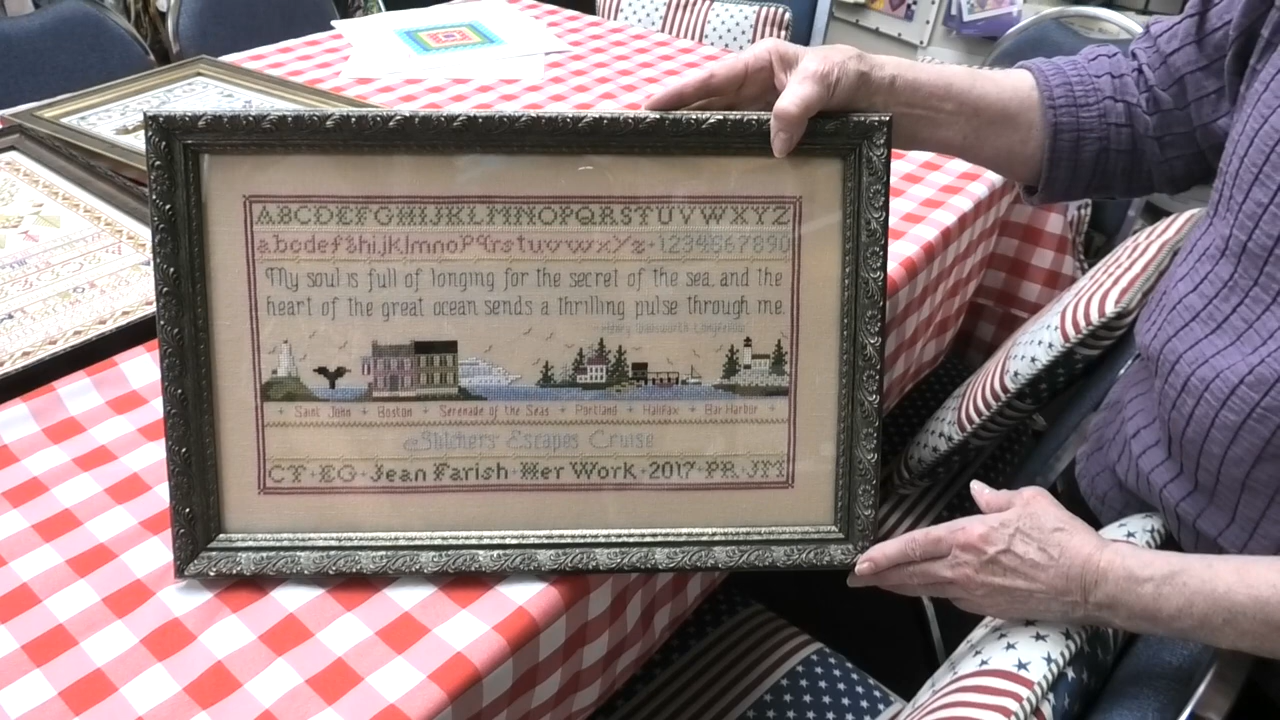 ABCDEFGHIJKLMNOPQRSTUVWXYZ
abcdefghijklmnopqrstuvwxyz + 1234567890
My soul is full of longing for the secret of the sea, and the
heart of the great ocean sends a thrilling pulse through me.
Henry Wadsworth Longfellow
+ Saint John + Boston + Serenade of the Seas + Portland + Halifax + Bar Harbor +
Stitchers' Escapes Cruise
CT + EG + Jean Farish + Her Work + 2017 + PR + JM